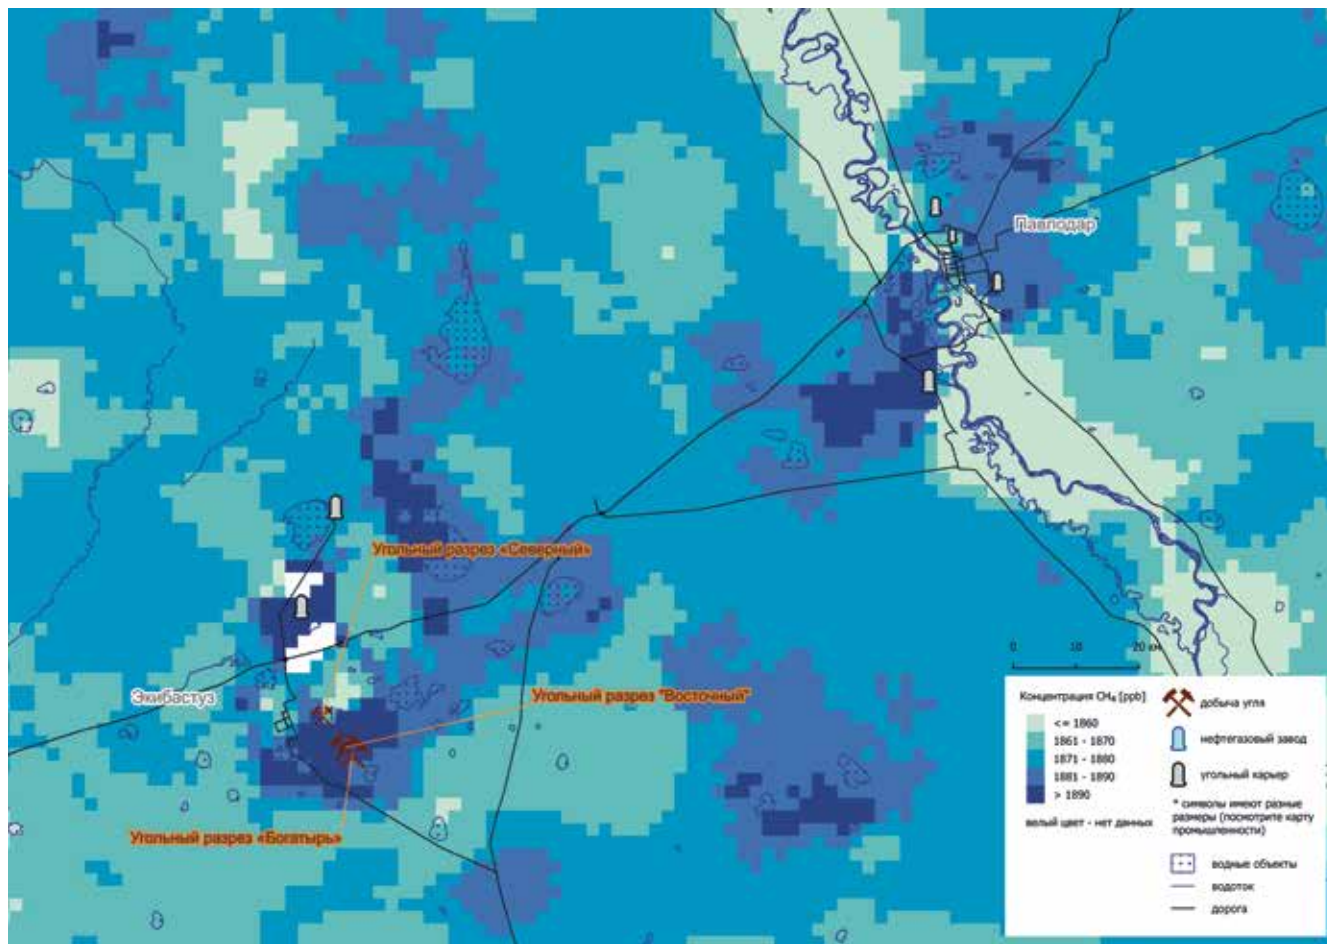 Павлодар
Угольный разрез «Северный»
Экибастуз
Угольный разрез "Восточный"
Угольный разрез «Богатырь»
0 10 20 км
Концентрация CH₄ [ppb]
<= 1860
1861 - 1870
1871 - 1880
1881 - 1890
> 1890
велый цвет - нет данных
добыча угля
нефтегазовый завод
угольный карьер
* символы имеют разные
размеры (посмотрите карту
промышленности)
водные объекты
водоток
дорога